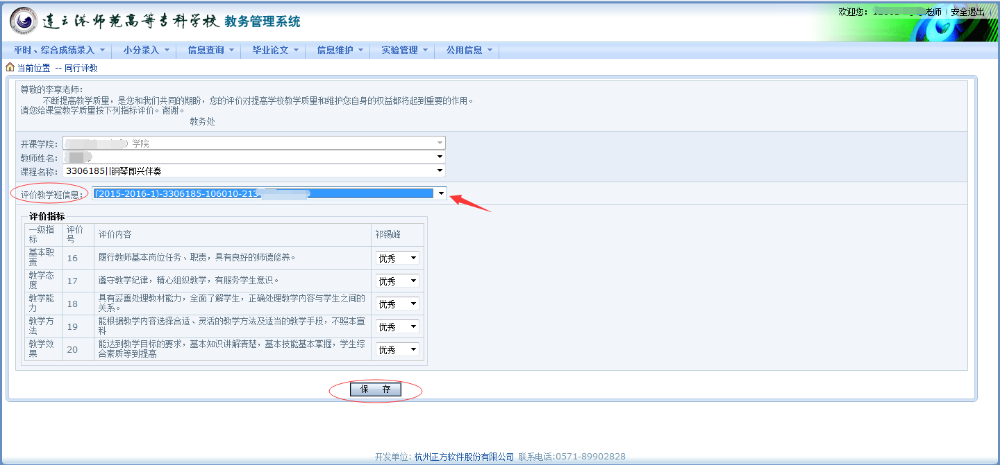 连云港师范高等专科学校 教务管理系统
欢迎您: 老师 安全退出
平时、综合成绩录入 小分录入 信息查询 毕业论文 信息维护 实验管理 公用信息
当前位置 -- 同行评教
尊敬的李享老师:
不断提高教学质量，是您和我们共同的期盼，您的评价对提高学校教学质量和维护您自身的权益都将起到重要的作用。
请您给课堂教学质量按下列指标评价。谢谢。
教务处
开课学院: ）学院
教师姓名:
课程名称: 3306185||钢琴即兴伴奏
评价教学班信息: (2015-2016-1)-3306185-106010-213
评价指标
一级指
标
评价
号
评价内容
祁锡峰
基本职
责
16
履行教师基本岗位任务、职责，具有良好的师德修养。
优秀
教学态
度
17
遵守教学纪律，精心组织教学，有服务学生意识。
优秀
教学能
力
18
具有妥善处理教材能力，全面了解学生，正确处理教学内容与学生之间的
关系。
优秀
教学方
法
19
能根据教学内容选择合适、灵活的教学方法及适当的教学手段，不照本宣
科
优秀
教学效
果
20
能达到教学目标的要求，基本知识讲解清楚，基本技能基本掌握，学生综
合素质等到提高
优秀
保 存
开发单位: 杭州正方软件股份有限公司 联系电话:0571-89902828